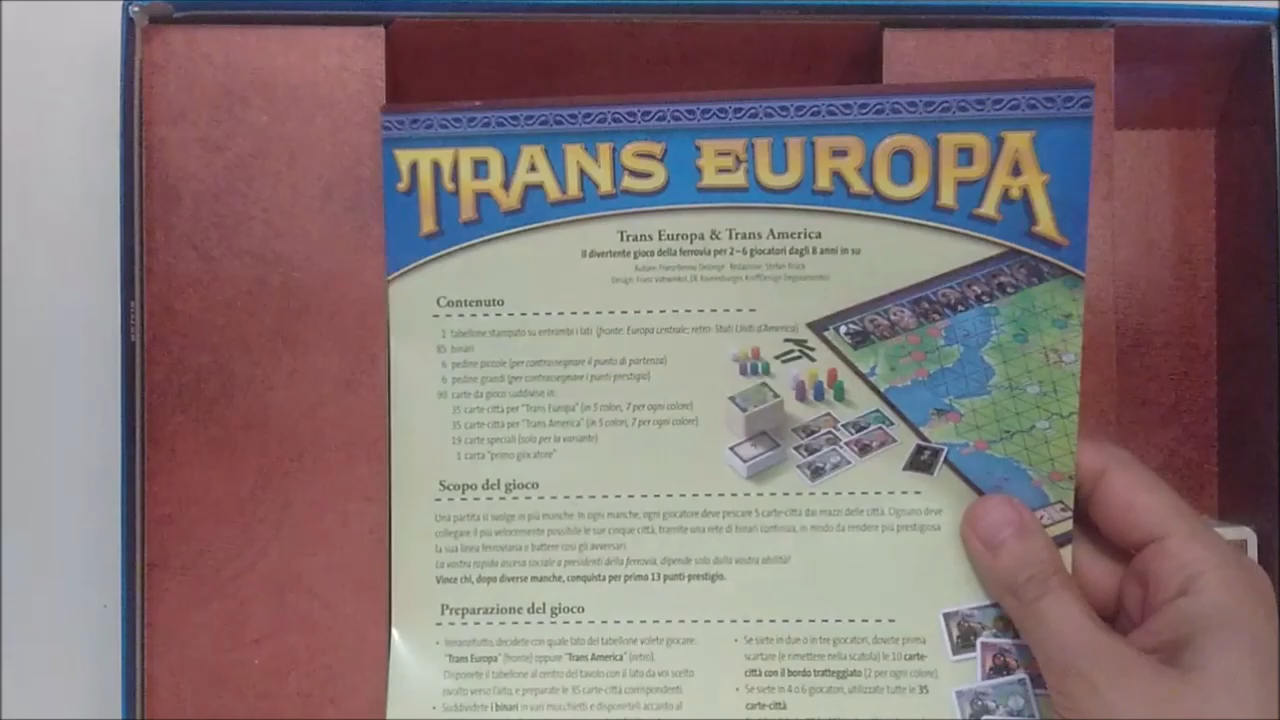 TRANS EUROPA
Trans Europa & Trans America
Il divertente gioco della ferrovia per 2–6 giocatori dagli 8 anni in su
Contenuto
1 tabellone stampato su entrambi i lati (fronte: Europa centrale; retro: Stati Uniti d'America)
85 binari
6 pedine piccole (per contrassegnare il punto di partenza)
6 pedine grandi (per contrassegnare i punti prestigio)
90 carte da gioco suddivise in:
35 carte-città per "Trans Europa" (in 5 colori, 7 per ogni colore)
35 carte-città per "Trans America" (in 5 colori, 7 per ogni colore)
19 carte speciali (solo per la variante)
1 carta "primo giocatore"
Scopo del gioco
Una partita si svolge in più manche. In ogni manche, ogni giocatore deve pescare 5 carte-città dai mazzi delle città. Ognuno deve
collegare il più velocemente possibile le sue cinque città, tramite una rete di binari continua, in modo da rendere più prestigiosa
la sua linea ferroviaria e battere così gli avversari.
La vostra rapida ascesa sociale a presidenti della ferrovia, dipende solo dalla vostra abilità!
Vince chi, dopo diverse manche, conquista per primo 13 punti-prestigio.
Preparazione del gioco
• Innanzitutto, decidete con quale lato del tabellone volete giocare:
"Trans Europa" (fronte) oppure "Trans America" (retro).
Disponete il tabellone al centro del tavolo con il lato da voi scelto
rivolto verso l'alto, e preparate le 35 carte-città corrispondenti.
• Suddividete i binari in vari mucchietti e disponeteli accanto al
• Se siete in due o in tre giocatori, dovete prima
scartare (e rimettere nella scatola) le 10 carte-
città con il bordo tratteggiato (2 per ogni colore).
• Se siete in 4 o 6 giocatori, utilizzate tutte le 35
carte-città.